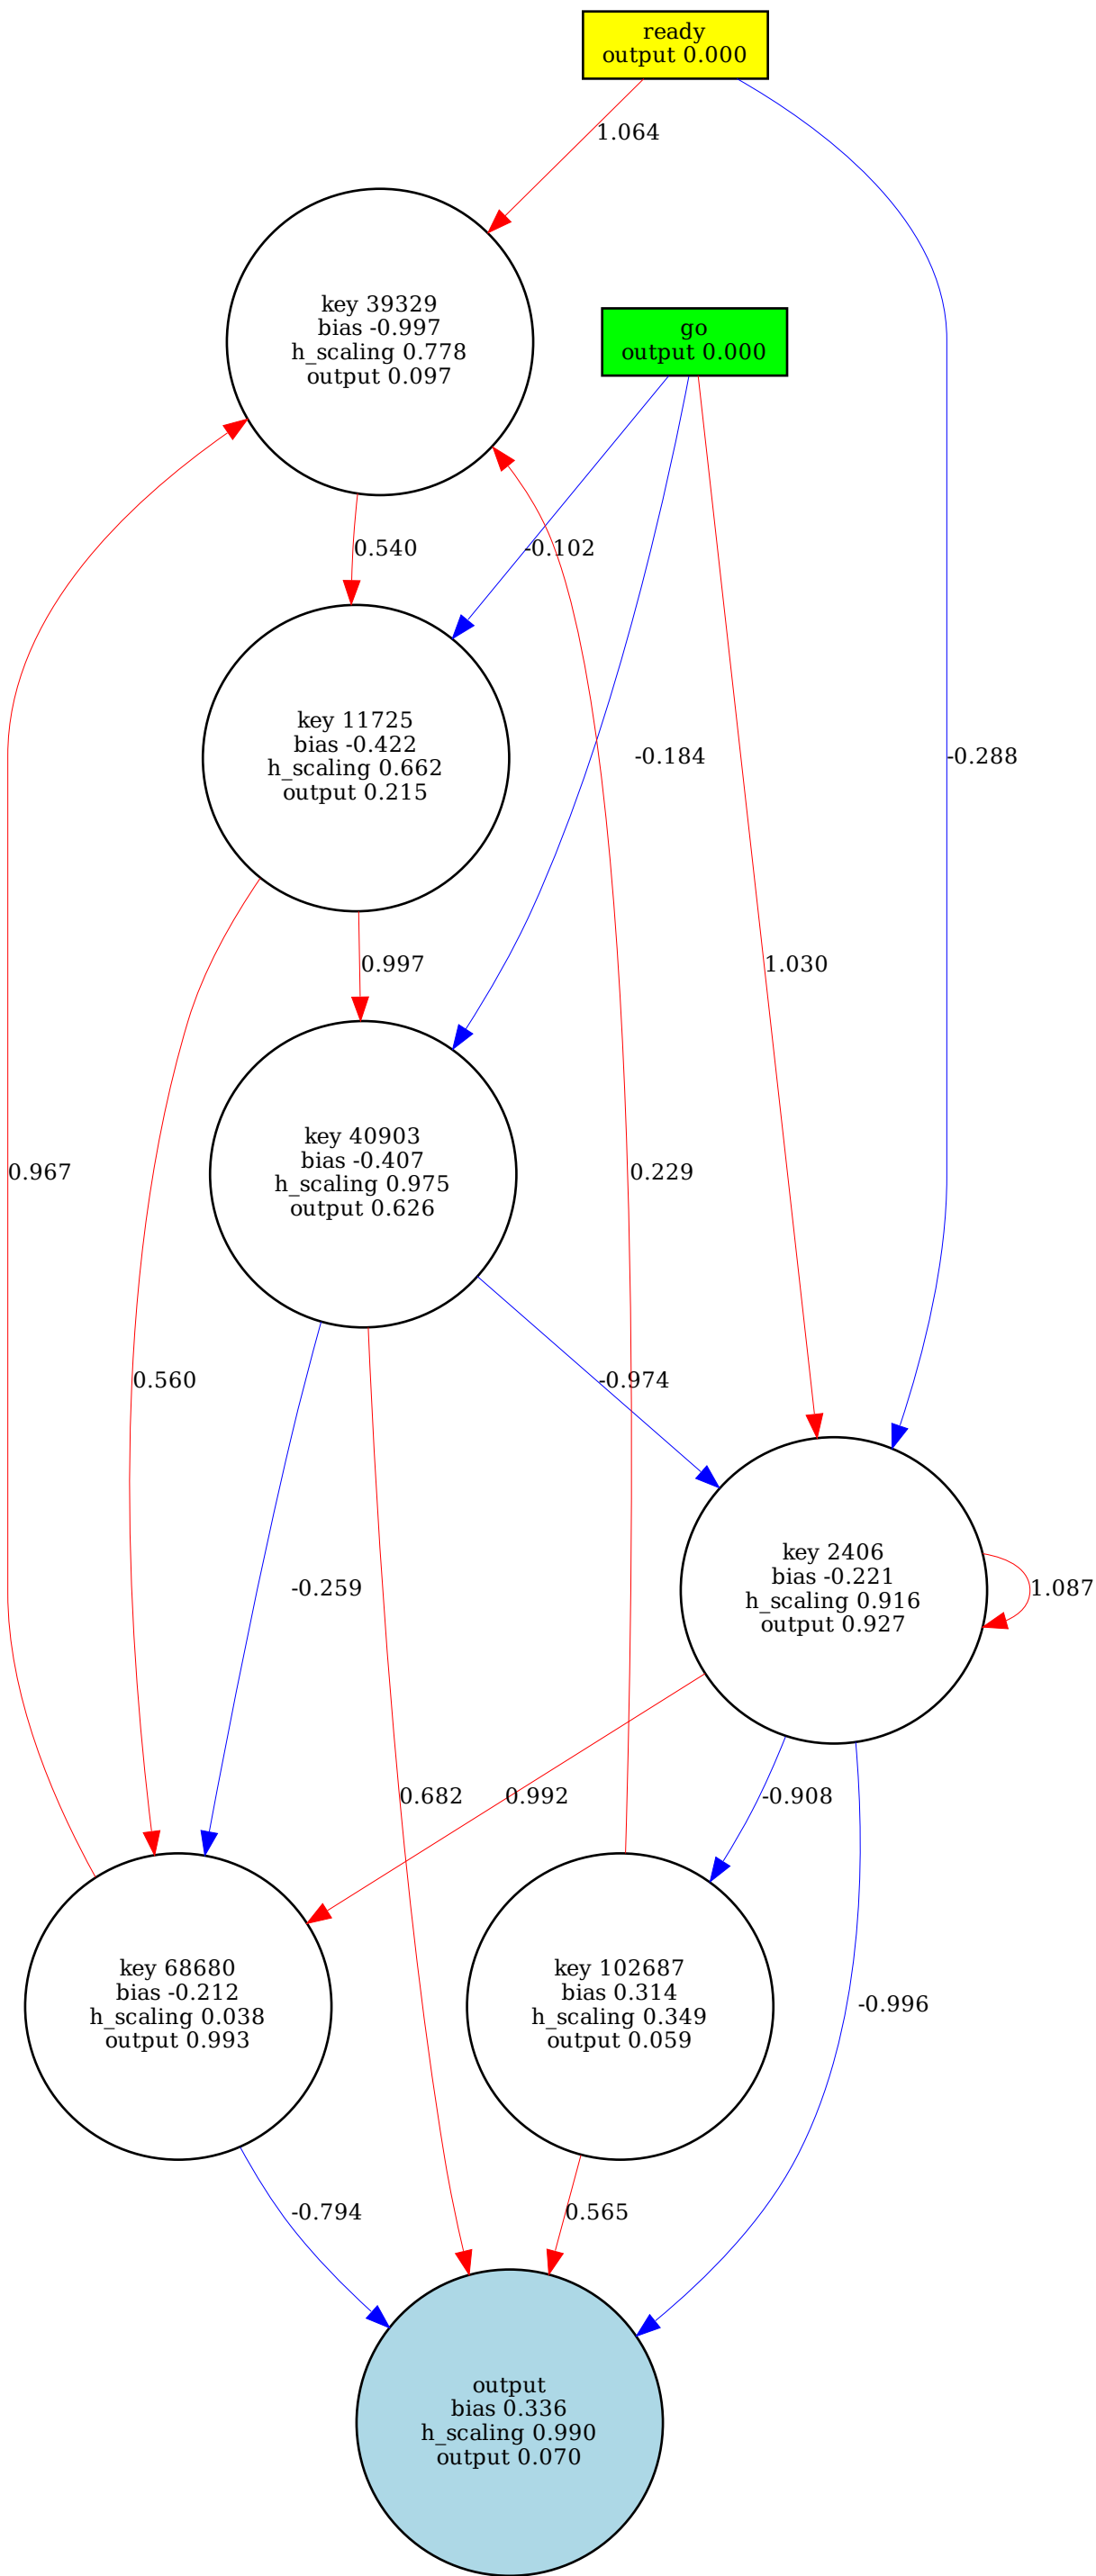 ready
output 0.000
1.064
key 39329
bias -0.997
h_scaling 0.778
output 0.097
go
output 0.000
0.540
-0.102
key 11725
bias -0.422
h_scaling 0.662
output 0.215
-0.184
-0.288
0.997
1.030
key 40903
bias -0.407
h_scaling 0.975
output 0.626
0.967
0.229
0.560
-0.974
key 2406
bias -0.221
h_scaling 0.916
output 0.927
-0.259
1.087
0.682
0.992
-0.908
key 68680
bias -0.212
h_scaling 0.038
output 0.993
key 102687
bias 0.314
h_scaling 0.349
output 0.059
-0.996
-0.794
0.565
output
bias 0.336
h_scaling 0.990
output 0.070